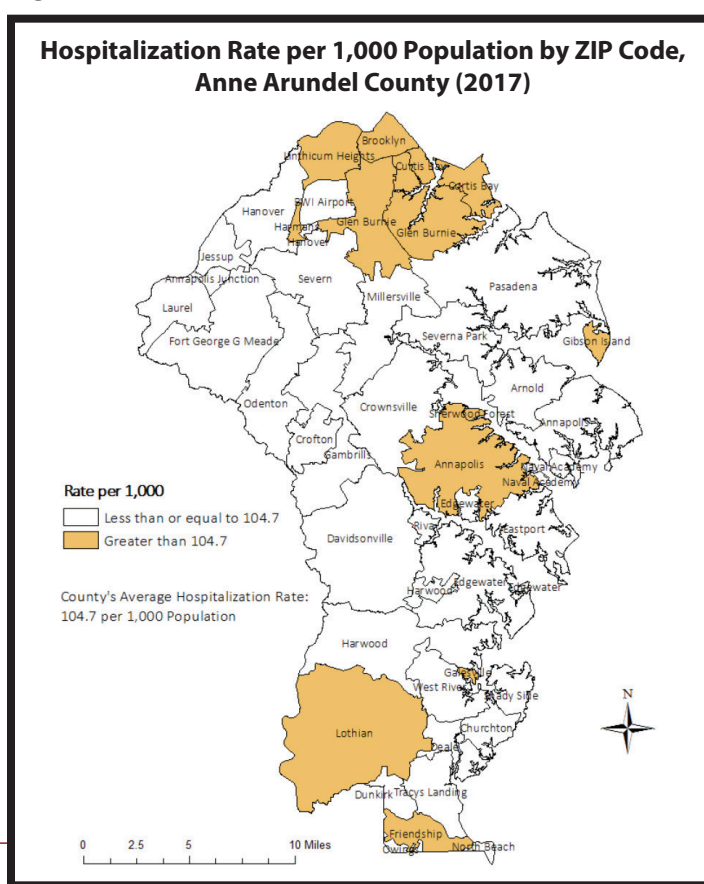 Hospitalization Rate per 1,000 Population by ZIP Code,
Anne Arundel County (2017)
Brooklyn
Linthicum Heights
Curtis Bay
Curtis Bay
BWI Airport
Hanover
Glen Burnie
Harmans
Glen Burnie
Hanover
Jessup
Annapolis Junction
Severn
Pasadena
Millersville
Laurel
Severna Park
Fort George G Meade
Gibson Island
Arnold
Odenton
Crownsville
Sherwood Forest
Annapolis
Crofton
Gambrills
Annapolis
Naval Academy
Naval Academy
Rate per 1,000
Less than or equal to 104.7
Greater than 104.7
Edgewater
Riva
Eastport
Davidsonville
Harwood
Edgewater
Edgewater
County's Average Hospitalization Rate:
104.7 per 1,000 Population
Harwood
Galesville
West River
Shady Side
Lothian
Churchton
Deale
N
Dunkirk
Tracys Landing
Friendship
Owings
North Beach
0 2.5 5 10 Miles